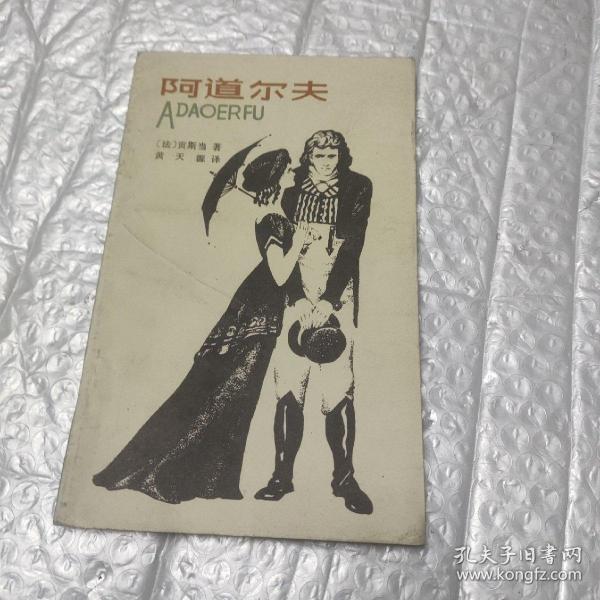 阿道尔夫
ADAOERFU
〔法〕贡斯当 著
黄天源 译
孔夫子旧书网
www.kongfz.com